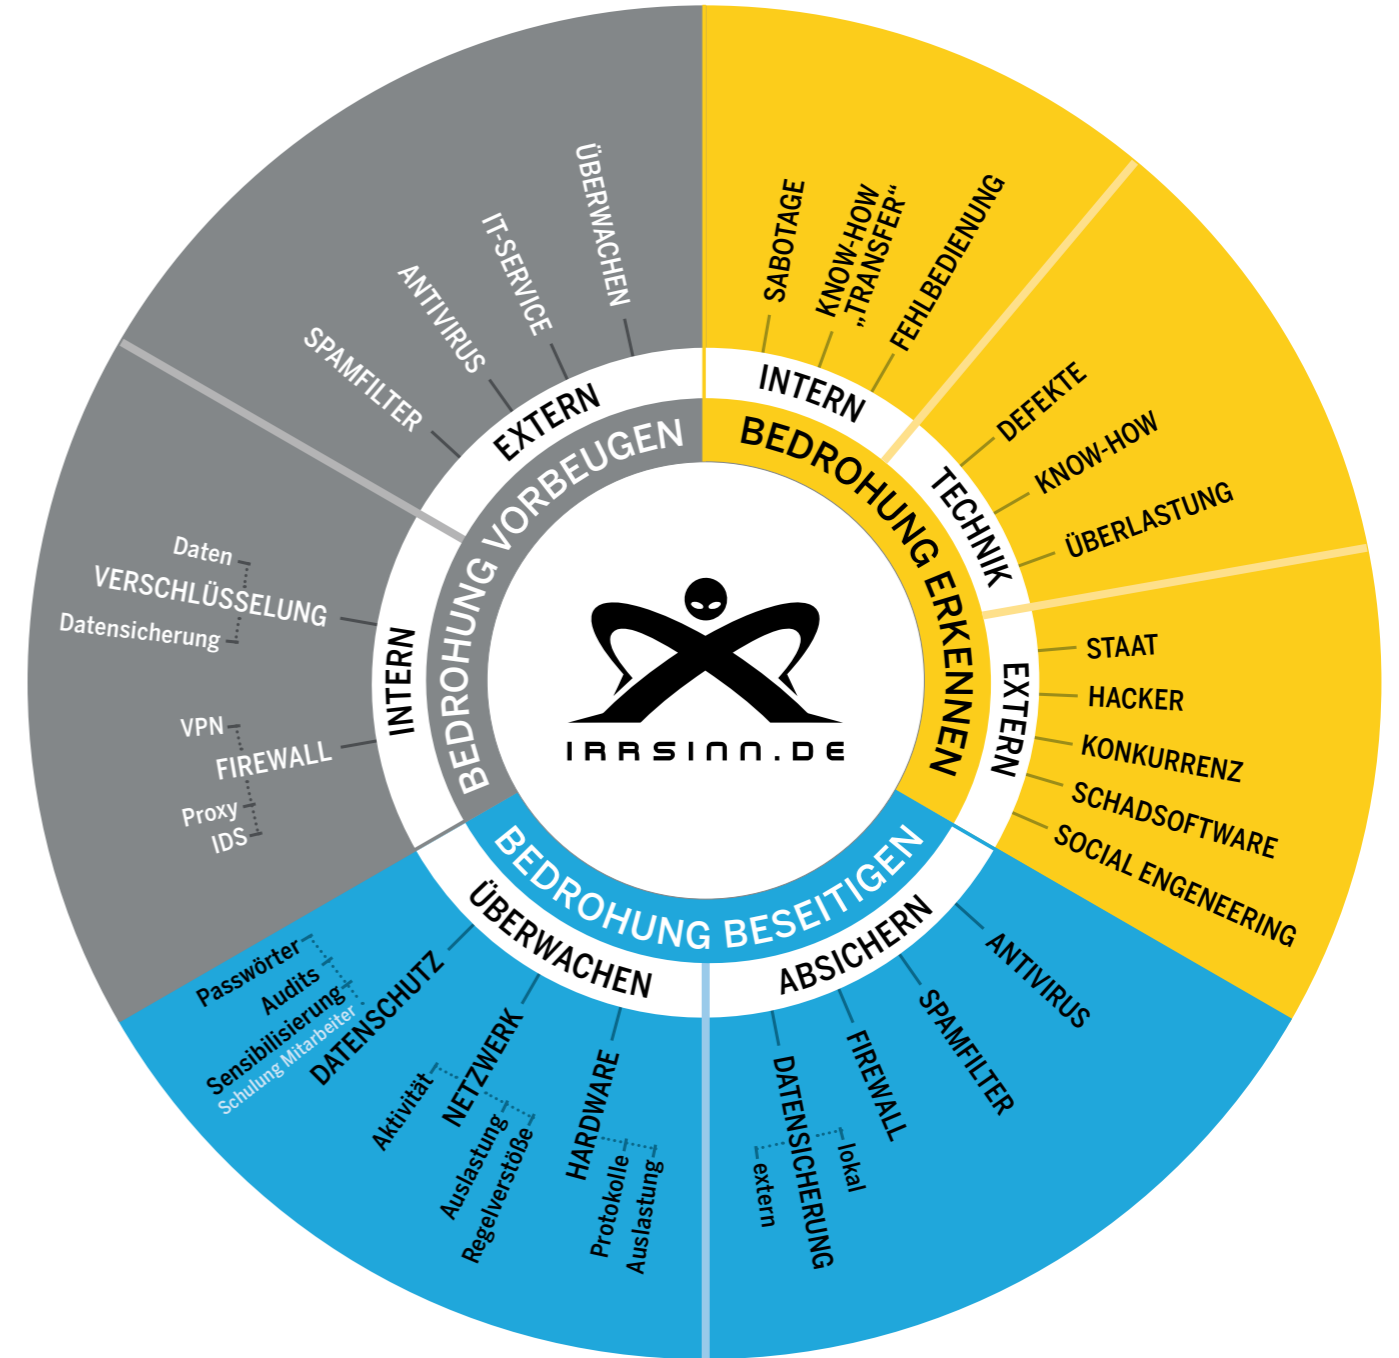 BEDROHUNG ERKENNEN
INTERN
SABOTAGE
KNOW-HOW
„TRANSFER“
FEHLBEDIENUNG
TECHNIK
DEFEKTE
KNOW-HOW
ÜBERLASTUNG
EXTERN
STAAT
HACKER
KONKURRENZ
SCHADSOFTWARE
SOCIAL ENGENEERING
BEDROHUNG BESEITIGEN
ABSICHERN
ANTIVIRUS
SPAMFILTER
FIREWALL
DATENSICHERUNG
lokal
extern
ÜBERWACHEN
HARDWARE
Protokolle
Auslastung
NETZWERK
Aktivität
Auslastung
Regelverstöße
DATENSCHUTZ
Passwörter
Audits
Sensibilisierung
Schulung Mitarbeiter
BEDROHUNG VORBEUGEN
INTERN
FIREWALL
VPN
Proxy
IDS
VERSCHLÜSSELUNG
Daten
Datensicherung
EXTERN
SPAMFILTER
ANTIVIRUS
IT-SERVICE
ÜBERWACHEN
IRRSINN.DE